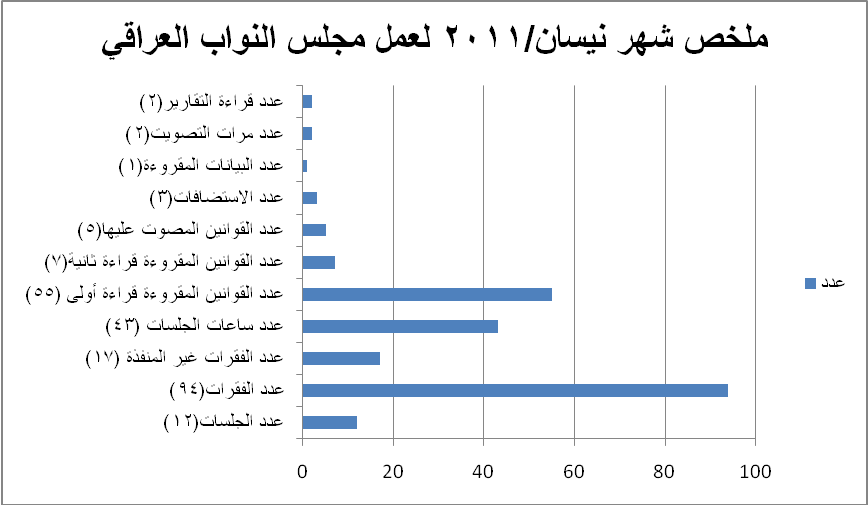 ملخص شهر نيسان/٢٠١١ لعمل مجلس النواب العراقي
عدد قراءة التقارير(٢)
عدد مرات التصويت(٢)
عدد البيانات المقروءة(١)
عدد الاستضافات(٣)
عدد القوانين المصوت عليها(٥)
عدد القوانين المقروءة قراءة ثانية(٧)
عدد القوانين المقروءة قراءة أولى (٥٥)
عدد ساعات الجلسات (٤٣)
عدد الفقرات غير المنفذة (١٧)
عدد الفقرات(٩٤)
عدد الجلسات(١٢)
عدد
0 20 40 60 80 100